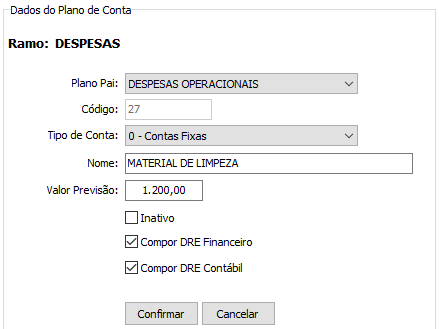 Dados do Plano de Conta
Ramo: DESPESAS
Plano Pai: DESPESAS OPERACIONAIS
Código: 27
Tipo de Conta: 0 - Contas Fixas
Nome: MATERIAL DE LIMPEZA
Valor Previsão: 1.200,00
Inativo
Compor DRE Financeiro
Compor DRE Contábil
Confirmar Cancelar